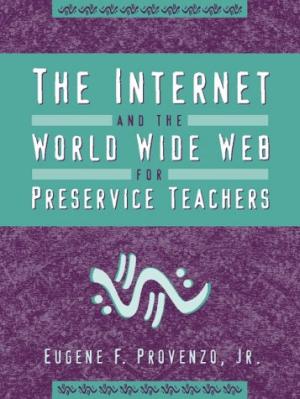 THE INTERNET
AND THE
WORLD WIDE WEB
FOR
PRESERVICE TEACHERS
EUGENE F. PROVENZO, JR.